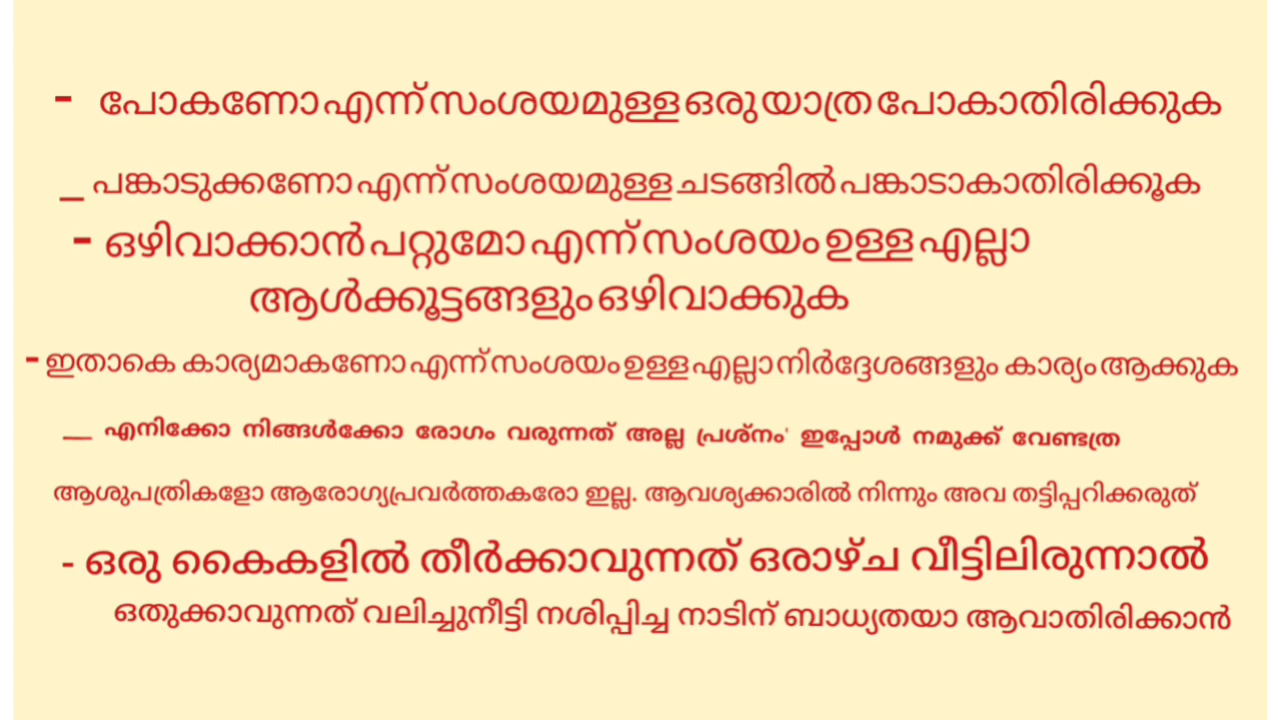 - പോകണോ എന്ന് സംശയമുള്ള ഒരു യാത്ര പോകാതിരിക്കുക
_ പങ്കാടുക്കണോ എന്ന് സംശയമുള്ള ചടങ്ങിൽ പങ്കാടാകാതിരിക്കൂക
- ഒഴിവാക്കാൻ പറ്റുമോ എന്ന് സംശയം ഉള്ള എല്ലാ
ആൾക്കൂട്ടങ്ങളും ഒഴിവാക്കുക
- ഇതാകെ കാര്യമാകണോ എന്ന് സംശയം ഉള്ള എല്ലാ നിർദ്ദേശങ്ങളും കാര്യം ആക്കുക
__ എനിക്കോ നിങ്ങൾക്കോ രോഗം വരുന്നത് അല്ല പ്രശ്നം' ഇപ്പോൾ നമുക്ക് വേണ്ടത്ര
ആശുപത്രികളോ ആരോഗ്യപ്രവർത്തകരോ ഇല്ല. ആവശ്യക്കാരിൽ നിന്നും അവ തട്ടിപ്പറിക്കരുത്
- ഒരു കൈകളിൽ തീർക്കാവുന്നത് ഒരാഴ്ച വീട്ടിലിരുന്നാൽ
ഒതുക്കാവുന്നത് വലിച്ചുനീട്ടി നശിപ്പിച്ച നാടിന് ബാധ്യതയാ ആവാതിരിക്കാൻ